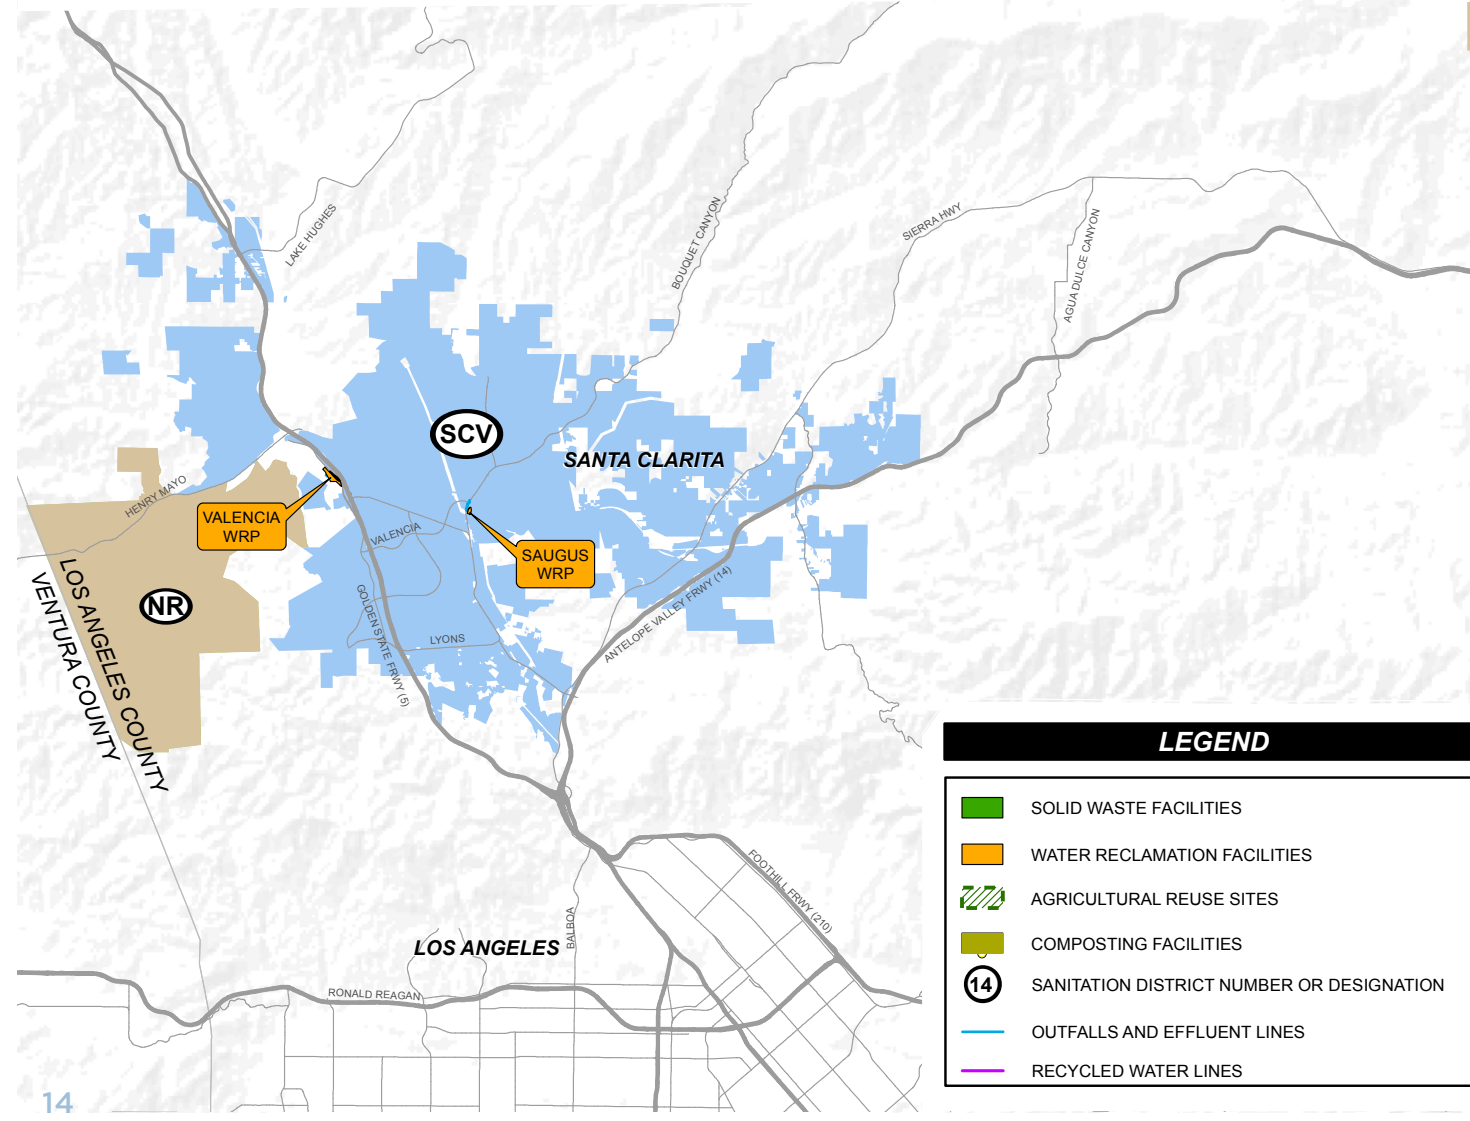 LAKE HUGHES
BOUQUET CANYON
SIERRA HWY
AGUA DULCE CANYON
SCV
SANTA CLARITA
HENRY MAYO
VALENCIA
WRP
VALENCIA
SAUGUS
WRP
NR
LOS ANGELES COUNTY
VENTURA COUNTY
GOLDEN STATE FRWY (5)
LYONS
ANTELOPE VALLEY FRWY (14)
FOOTHILL FRWY (210)
BALBOA
LOS ANGELES
RONALD REAGAN
LEGEND
SOLID WASTE FACILITIES
WATER RECLAMATION FACILITIES
AGRICULTURAL REUSE SITES
COMPOSTING FACILITIES
14 SANITATION DISTRICT NUMBER OR DESIGNATION
OUTFALLS AND EFFLUENT LINES
RECYCLED WATER LINES
14